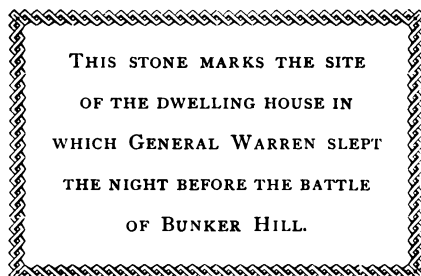 THIS STONE MARKS THE SITE
OF THE DWELLING HOUSE IN
WHICH GENERAL WARREN SLEPT
THE NIGHT BEFORE THE BATTLE
OF BUNKER HILL.